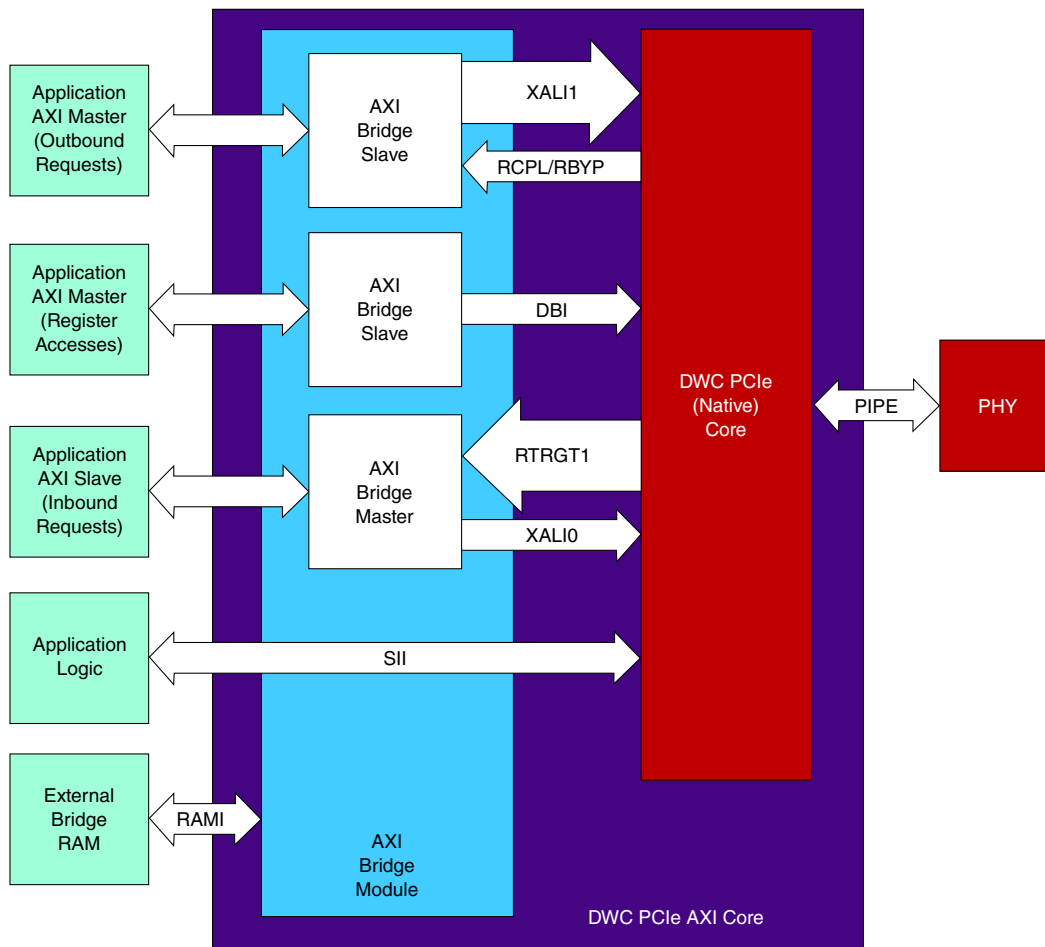 Application
AXI Master
(Outbound
Requests)
AXI
Bridge
Slave
XALI1
RCPL/RBYP
Application
AXI Master
(Register
Accesses)
AXI
Bridge
Slave
DBI
DWC PCIe
(Native)
Core
PIPE
PHY
Application
AXI Slave
(Inbound
Requests)
AXI
Bridge
Master
RTRGT1
XALI0
Application
Logic
SII
External
Bridge
RAM
RAMI
AXI
Bridge
Module
DWC PCIe AXI Core